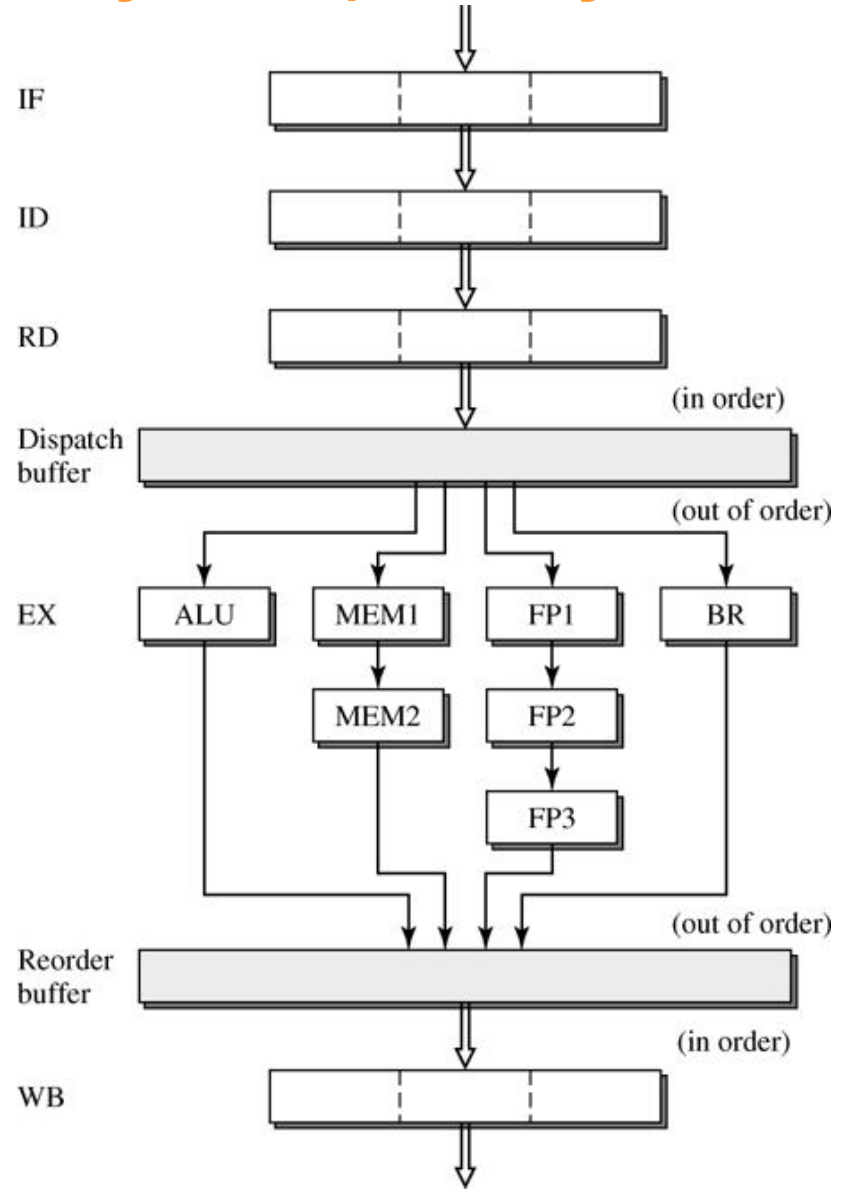 IF
ID
RD
(in order)
Dispatch
buffer
(out of order)
EX
ALU
MEM1
FP1
BR
MEM2
FP2
FP3
(out of order)
Reorder
buffer
(in order)
WB